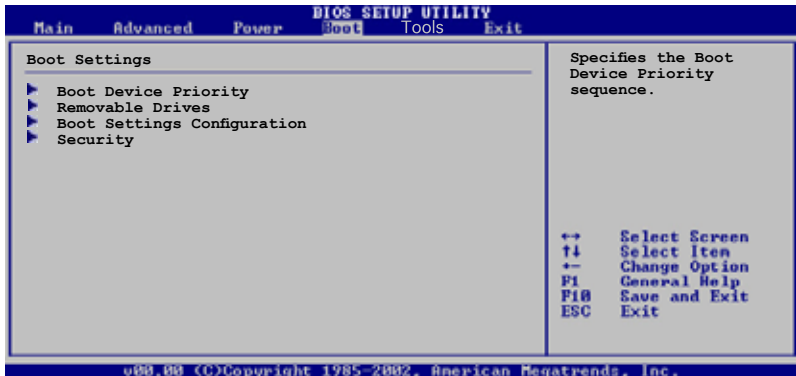 BIOS SETUP UTILITY
Main Advanced Power Boot Tools Exit
Boot Settings
Boot Device Priority
Removable Drives
Boot Settings Configuration
Security
Specifies the Boot
Device Priority
sequence.
←→ Select Screen
↑↓ Select Item
+- Change Option
F1 General Help
F10 Save and Exit
ESC Exit
v00.00 (C)Copyright 1985-2002, American Megatrends, Inc.